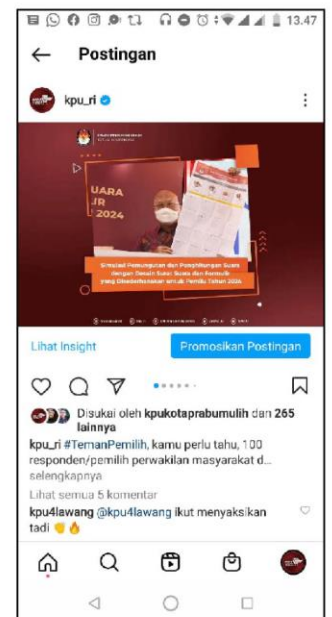 13.47
Postingan
kpu_ri
UARA
IR
2024
Simulasi Pemungutan dan Penghitungan Suara
dengan Desain Surat Suara dan Formulir
yang Disederhanakan untuk Pemilu Tahun 2024
Lihat Insight
Promosikan Postingan
Disukai oleh kpukotaprabumulih dan 265
lainnya
kpu_ri #TemanPemilih, kamu perlu tahu, 100
responden/pemilih perwakilan masyarakat d...
selengkapnya
Lihat semua 5 komentar
kpu4lawang @kpu4lawang ikut menyaksikan
tadi